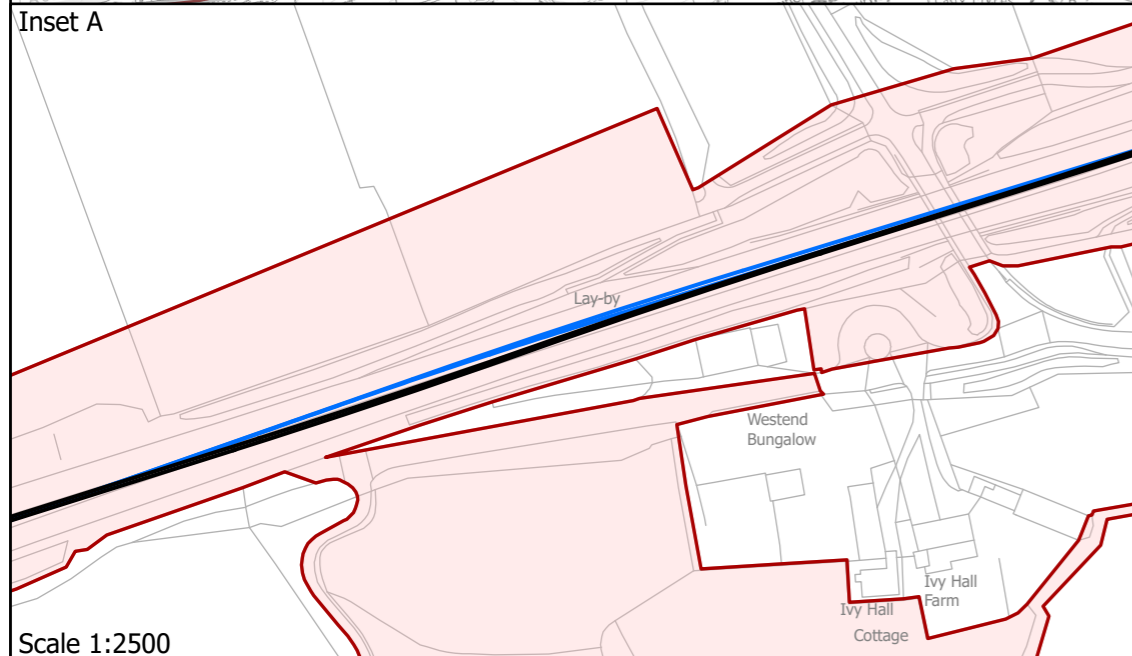 Inset A
Lay-by
Westend
Bungalow
Ivy Hall
Farm
Ivy Hall
Cottage
Scale 1:2500